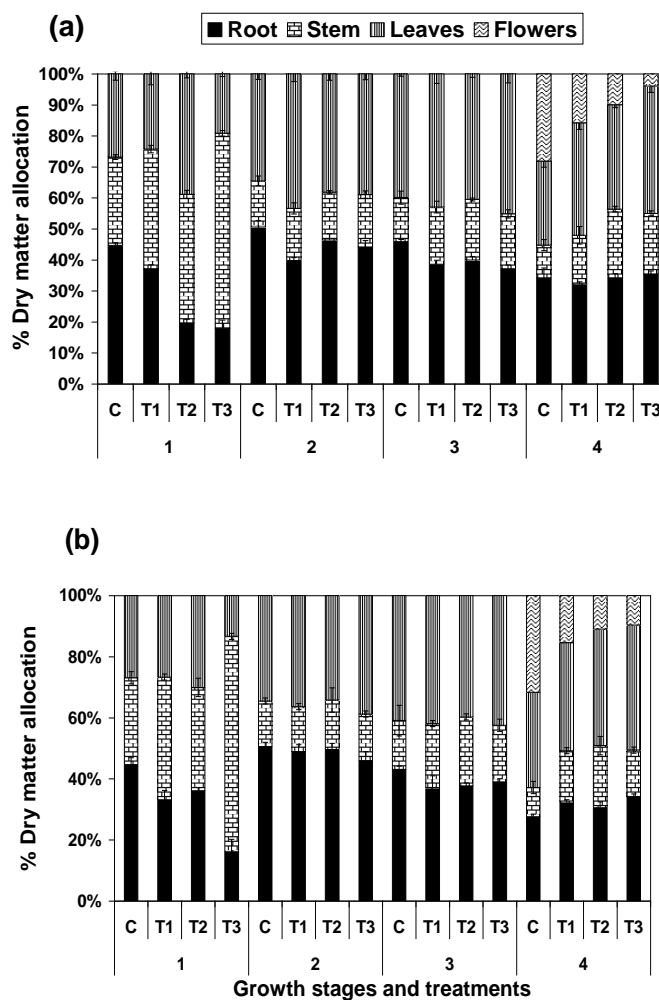 (a)
Root Stem Leaves Flowers
% Dry matter allocation
100%
90%
80%
70%
60%
50%
40%
30%
20%
10%
0%
C T1 T2 T3 C T1 T2 T3 C T1 T2 T3 C T1 T2 T3
1 2 3 4
(b)
% Dry matter allocation
100%
80%
60%
40%
20%
0%
C T1 T2 T3 C T1 T2 T3 C T1 T2 T3 C T1 T2 T3
1 2 3 4
Growth stages and treatments